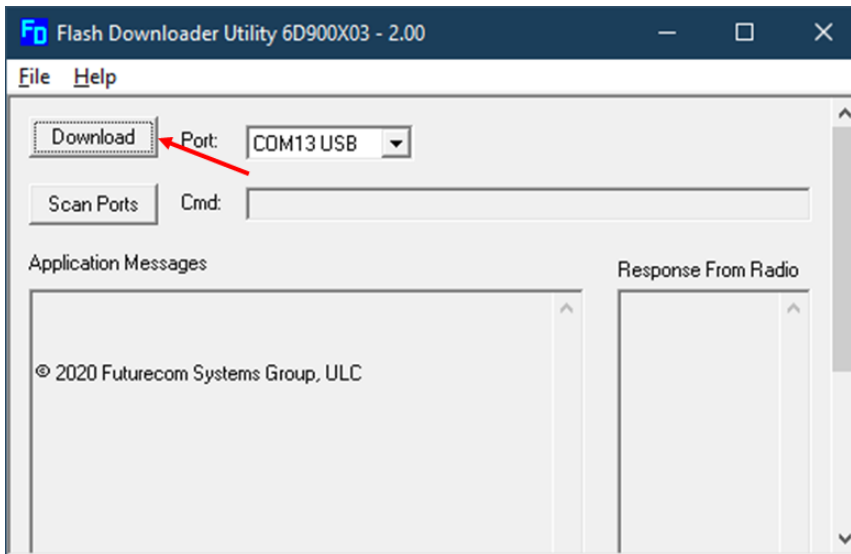 FD Flash Downloader Utility 6D900X03 - 2.00
File Help
Download Port: COM13 USB
Scan Ports Cmd:
Application Messages
Response From Radio
© 2020 Futurecom Systems Group, ULC